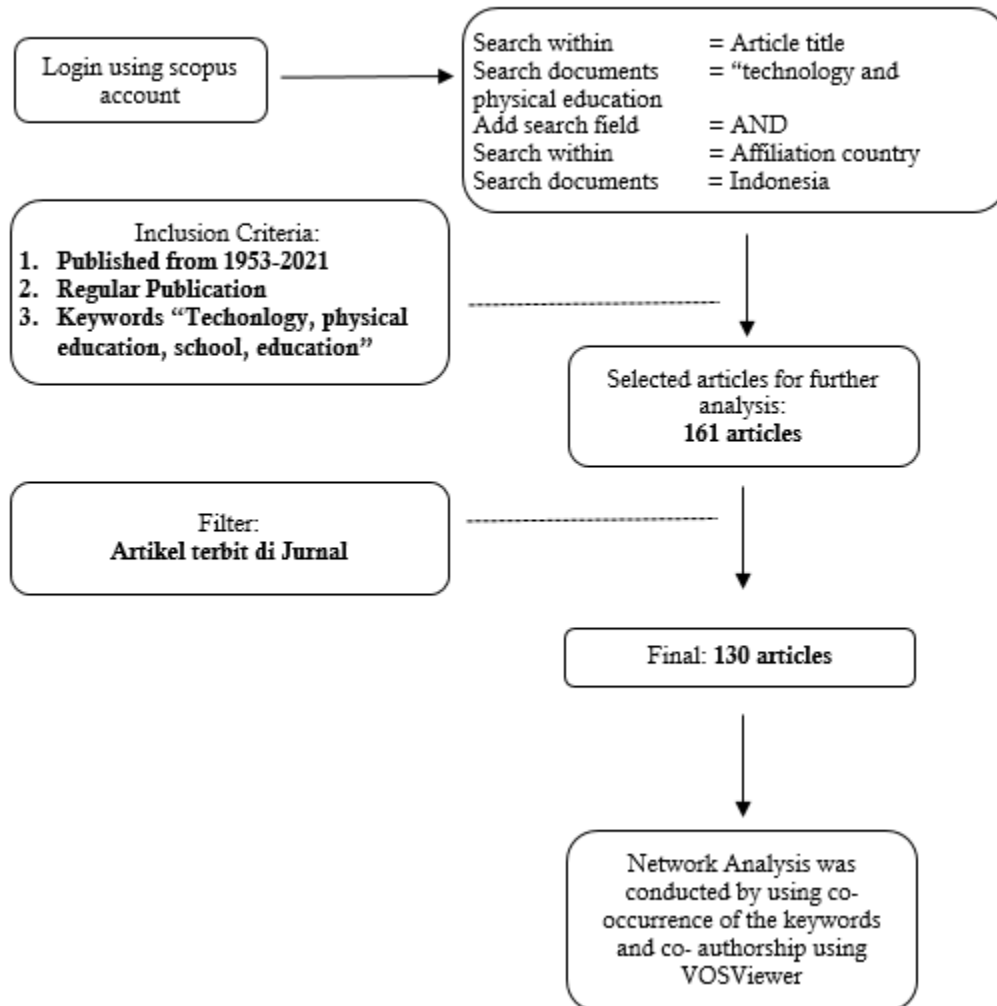 Login using scopus
account
Search within = Article title
Search documents = “technology and
physical education
Add search field = AND
Search within = Affiliation country
Search documents = Indonesia
Inclusion Criteria:
1. Published from 1953-2021
2. Regular Publication
3. Keywords “Techonlogy, physical
education, school, education”
Selected articles for further
analysis:
161 articles
Filter:
Artikel terbit di Jurnal
Final: 130 articles
Network Analysis was
conducted by using co-
occurrence of the keywords
and co- authorship using
VOSViewer